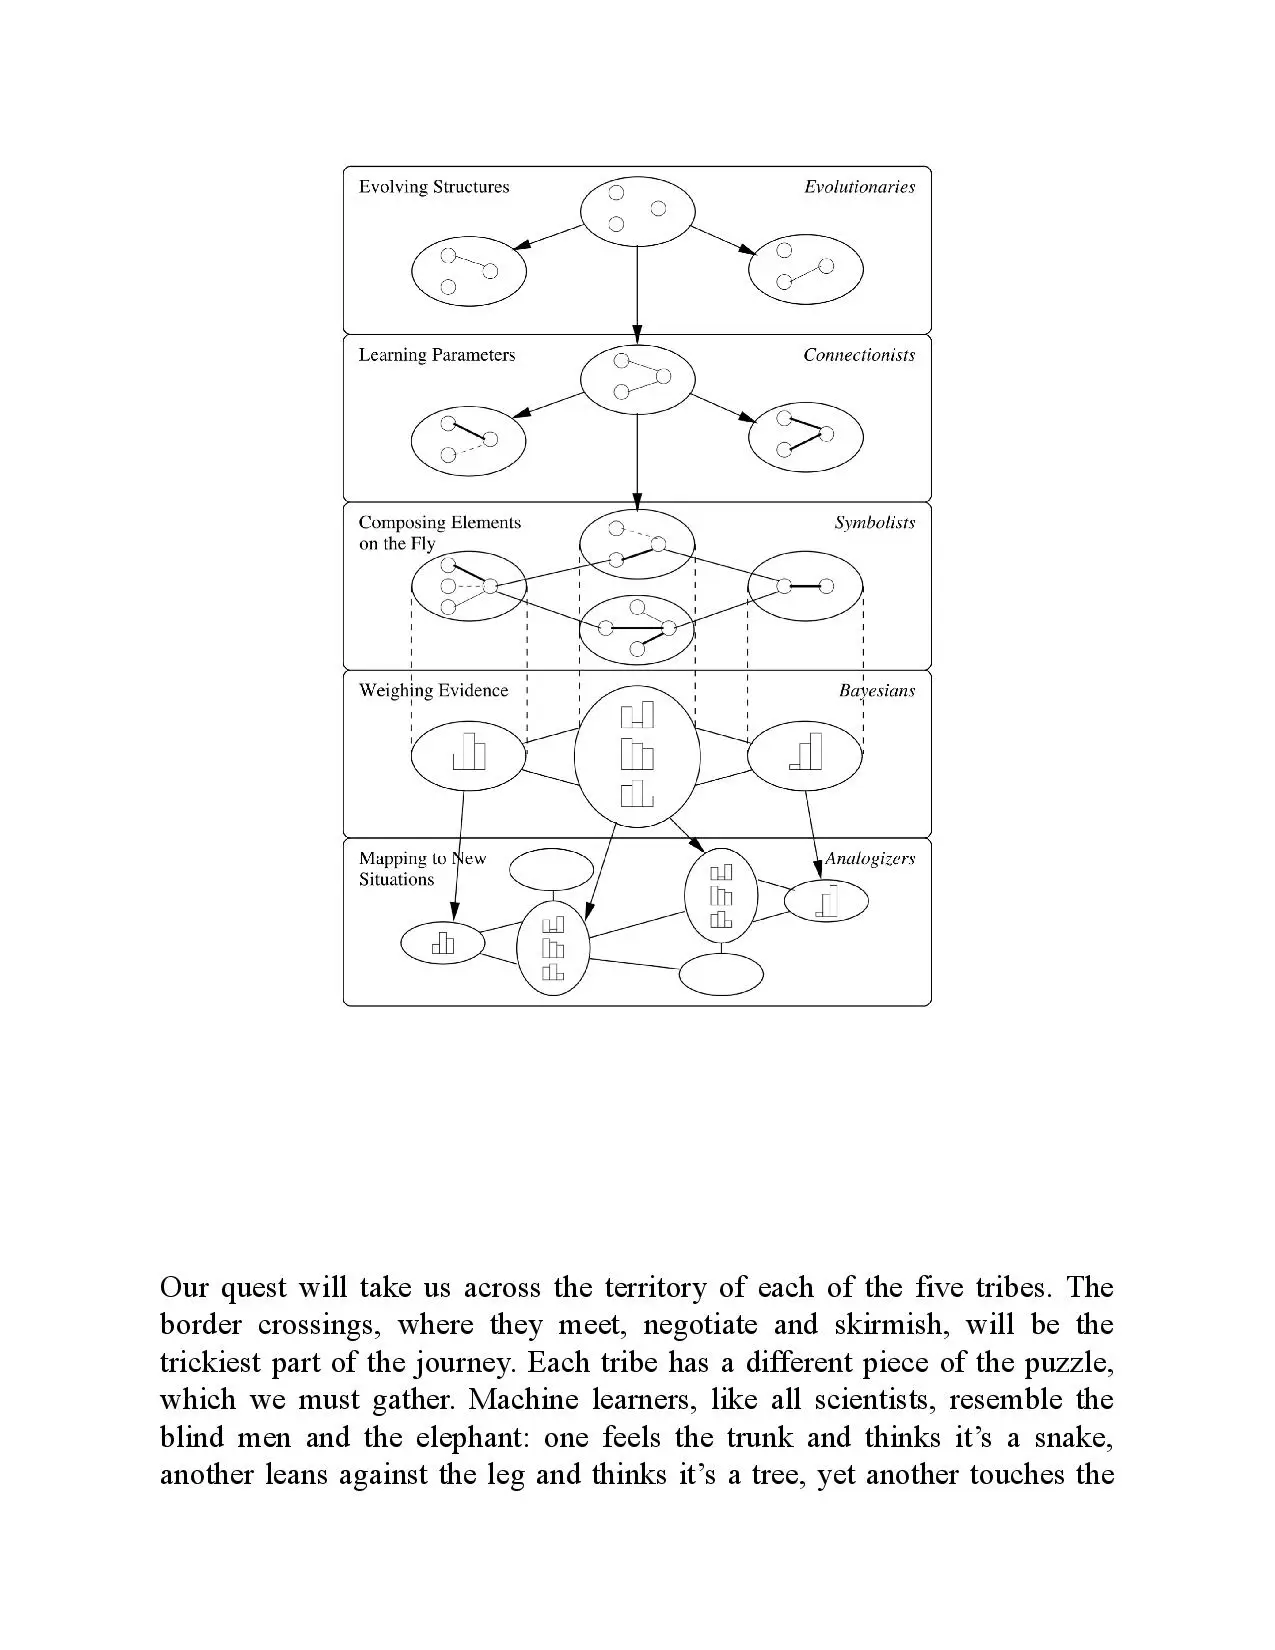 Evolving Structures
Evolutionaries
Learning Parameters
Connectionists
Composing Elements
on the Fly
Symbolists
Weighing Evidence
Bayesians
Mapping to New
Situations
Analogizers
Our quest will take us across the territory of each of the five tribes. The
border crossings, where they meet, negotiate and skirmish, will be the
trickiest part of the journey. Each tribe has a different piece of the puzzle,
which we must gather. Machine learners, like all scientists, resemble the
blind men and the elephant: one feels the trunk and thinks it’s a snake,
another leans against the leg and thinks it’s a tree, yet another touches the